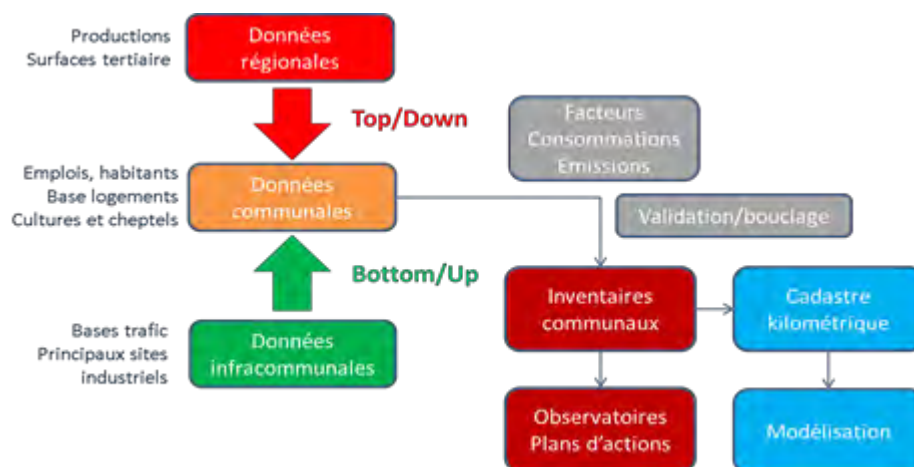 Productions
Surfaces tertiaire
Données
régionales
Top/Down
Facteurs
Consommations
Emissions
Emplois, habitants
Base logements
Cultures et cheptels
Données
communales
Validation/bouclage
Bottom/Up
Inventaires
communaux
Cadastre
kilométrique
Bases trafic
Principaux sites
industriels
Données
infracommunales
Observatoires
Plans d'actions
Modélisation